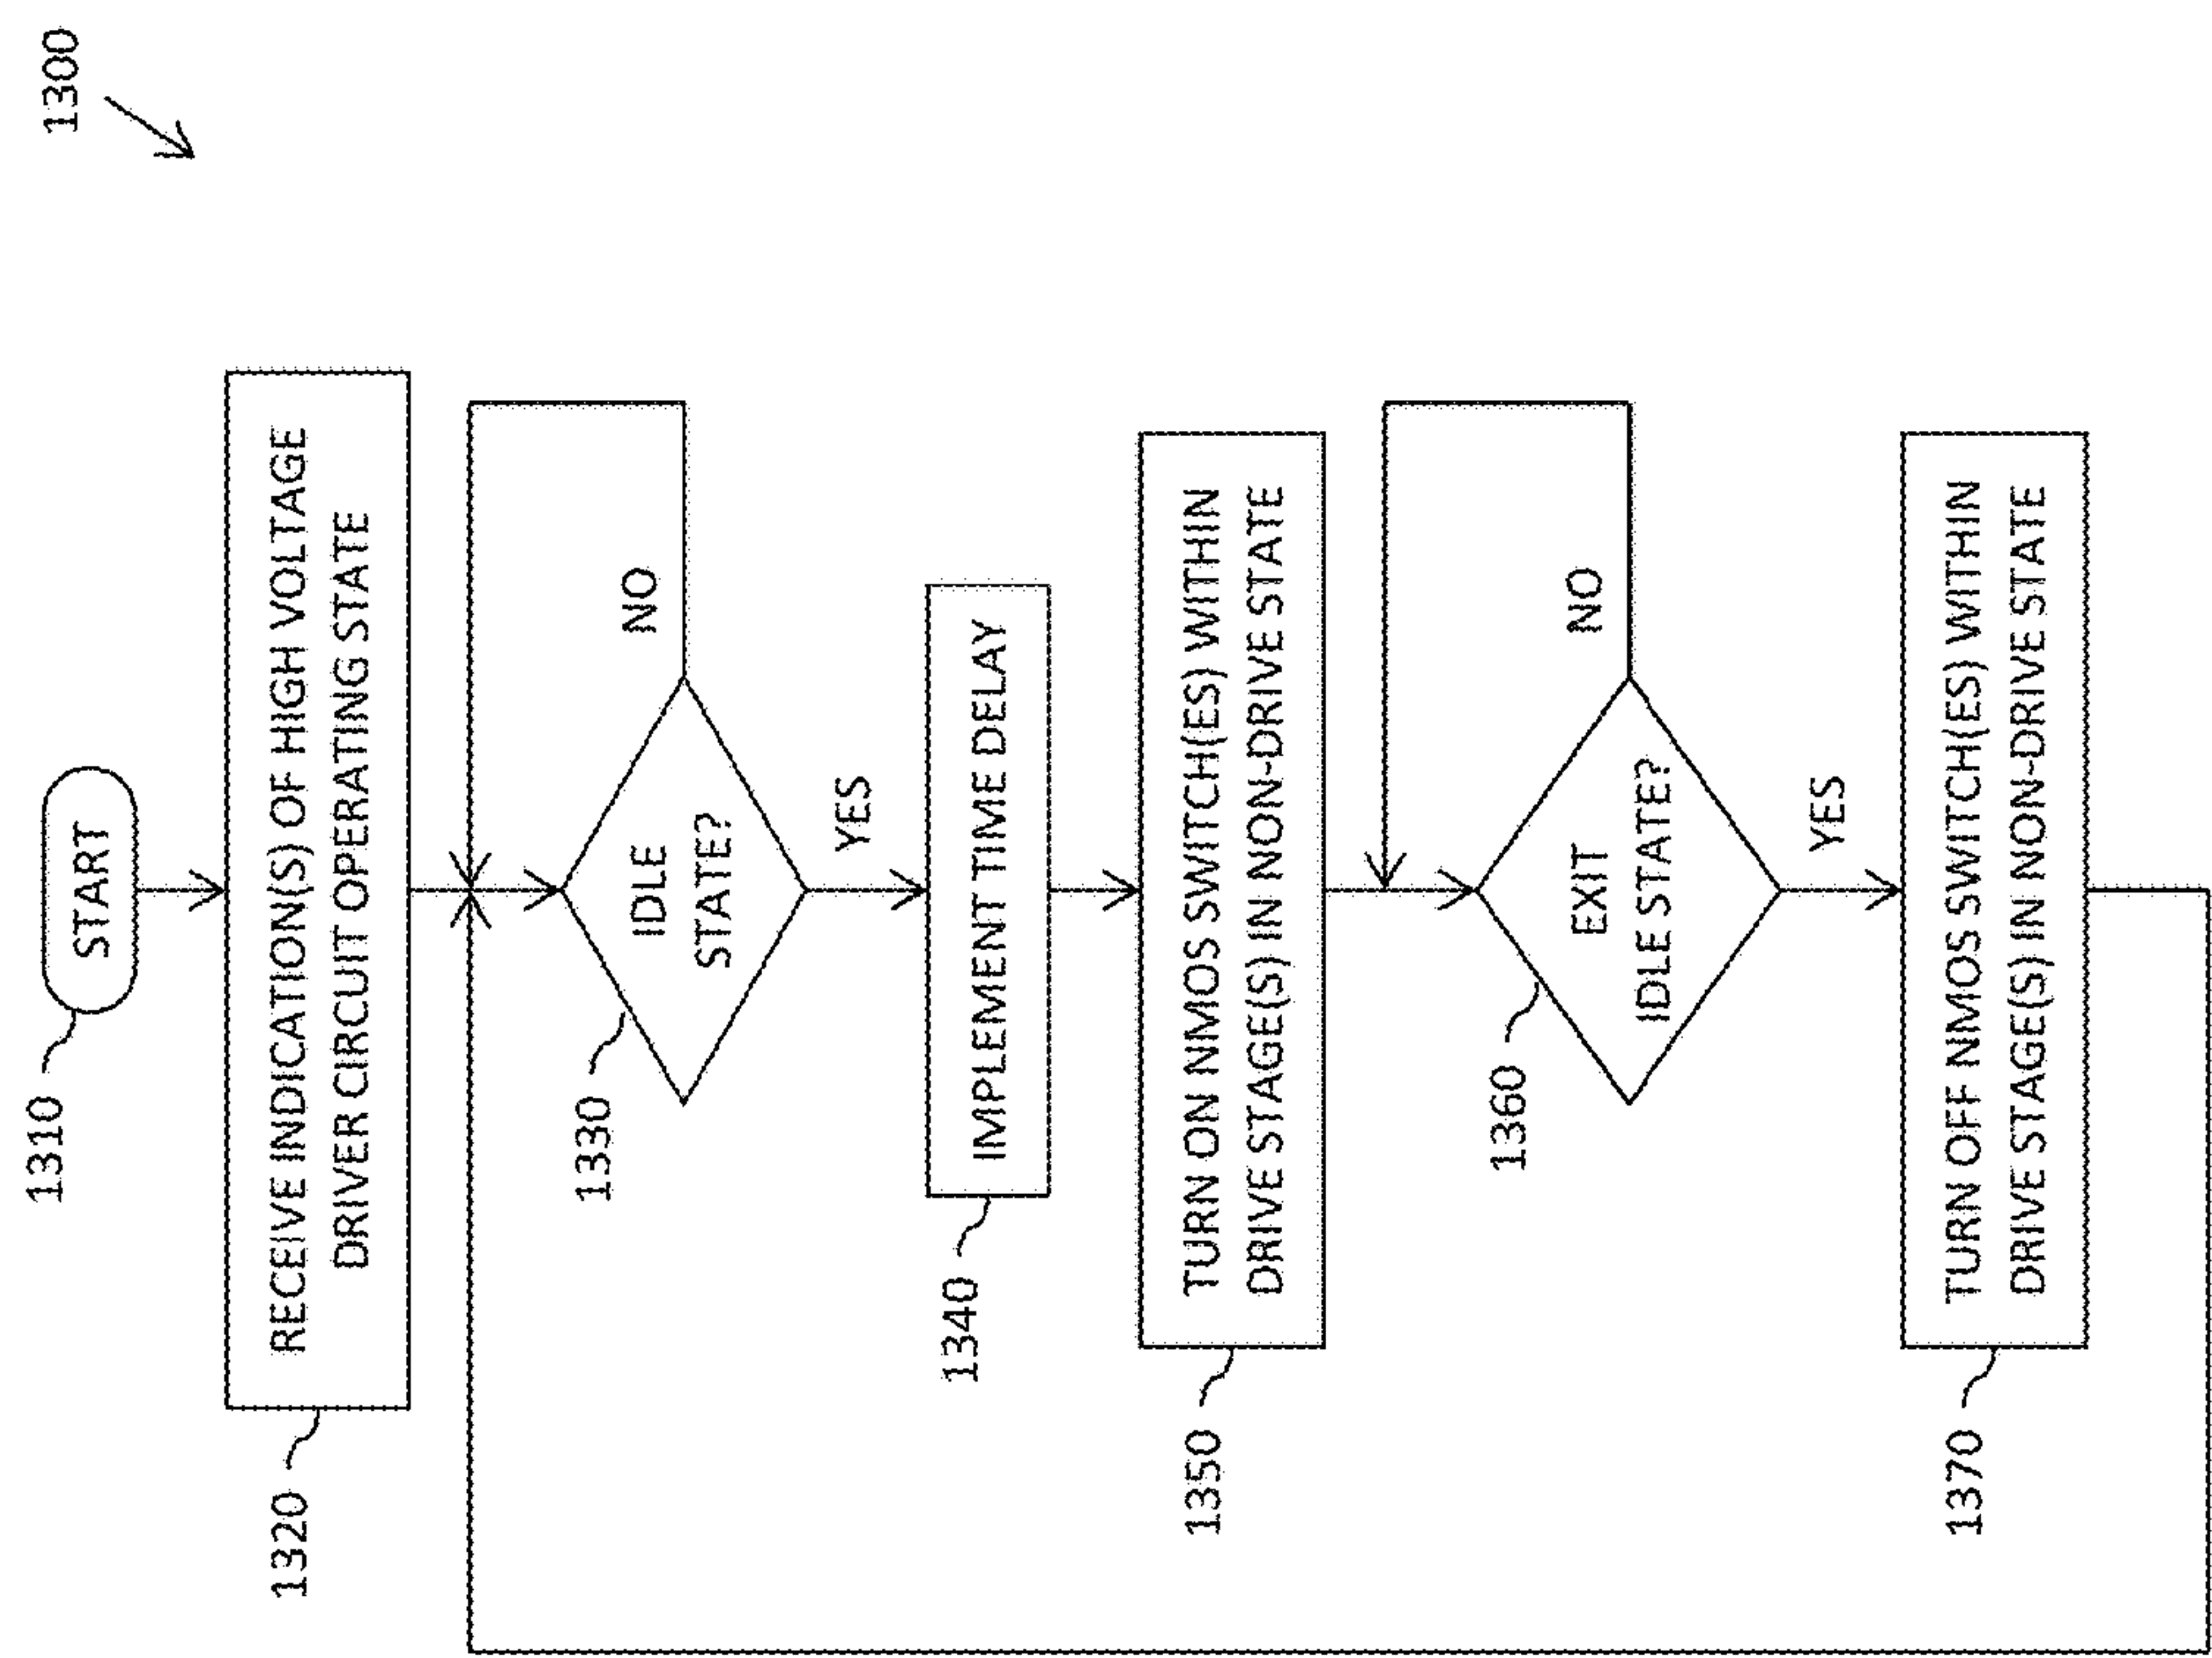 1300
1310
START
1320
RECEIVE INDICATION(S) OF HIGH VOLTAGE
DRIVER CIRCUIT OPERATING STATE
1330
IDLE
STATE?
NO
YES
1340
IMPLEMENT TIME DELAY
1350
TURN ON NMOS SWITCH(ES) WITHIN
DRIVE STAGE(S) IN NON-DRIVE STATE
1360
EXIT
IDLE STATE?
NO
YES
1370
TURN OFF NMOS SWITCH(ES) WITHIN
DRIVE STAGE(S) IN NON-DRIVE STATE